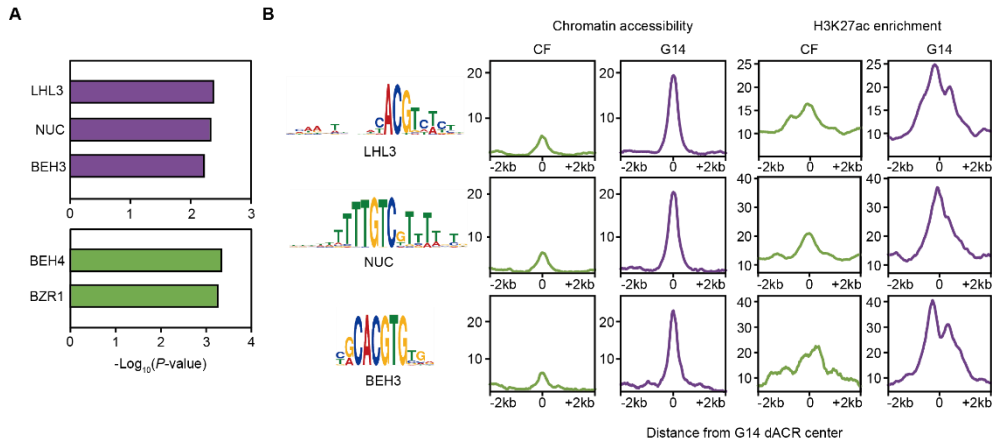 A
LHL3
NUC
BEH3
0 1 2 3
BEH4
BZR1
0 1 2 3 4
-Log10(P-value)
B
Chromatin accessibility
H3K27ac enrichment
CF
G14
CF
G14
LHL3
20
10
20
10
25
20
15
10
25
20
15
10
-2kb 0 +2kb
-2kb 0 +2kb
-2kb 0 +2kb
-2kb 0 +2kb
NUC
20
10
20
10
40
30
20
10
40
30
20
10
-2kb 0 +2kb
-2kb 0 +2kb
-2kb 0 +2kb
-2kb 0 +2kb
CACGTG
BEH3
20
10
20
10
40
30
20
10
40
30
20
10
-2kb 0 +2kb
-2kb 0 +2kb
-2kb 0 +2kb
-2kb 0 +2kb
Distance from G14 dACR center